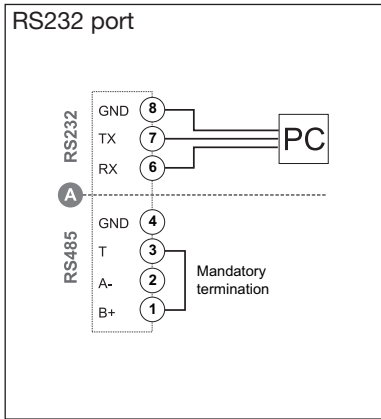 RS232 port
RS232
GND 8
TX 7
RX 6
PC
A
RS485
GND 4
T 3
A- 2
B+ 1
Mandatory
termination